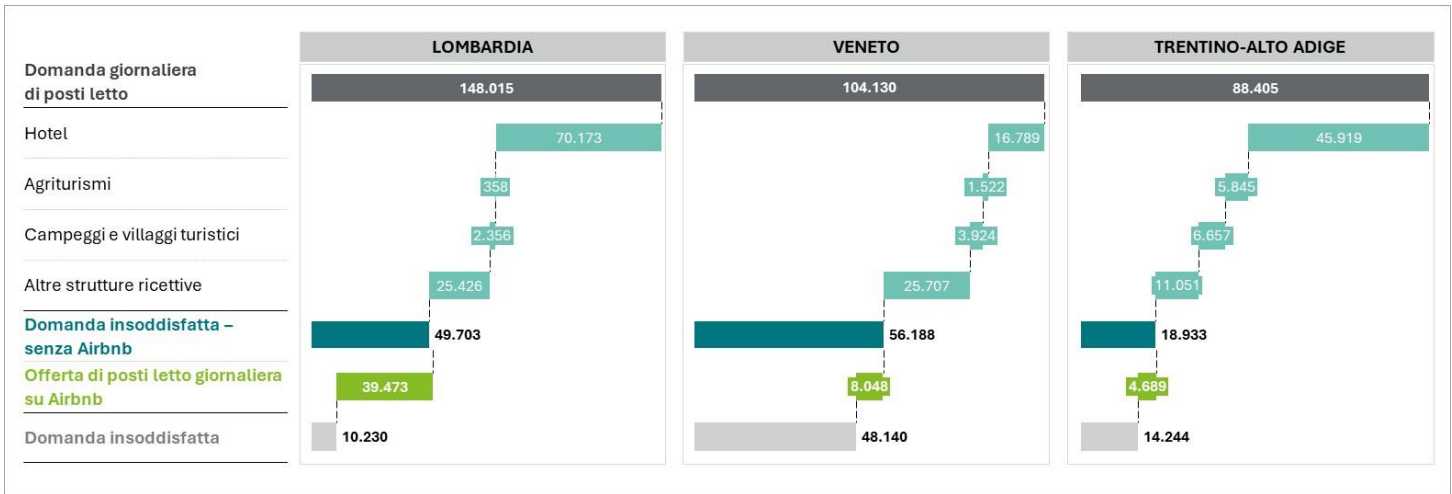 LOMBARDIA VENETO TRENTINO-ALTO ADIGE
Domanda giornaliera
di posti letto
148.015 104.130 88.405
Hotel 70.173 16.789 45.919
Agriturismi 358 1.522 5.845
Campeggi e villaggi turistici 2.356 3.924 6.657
Altre strutture ricettive 25.426 25.707 11.051
Domanda insoddisfatta –
senza Airbnb
49.703 56.188 18.933
Offerta di posti letto giornaliera
su Airbnb
39.473 8.048 4.689
Domanda insoddisfatta 10.230 48.140 14.244